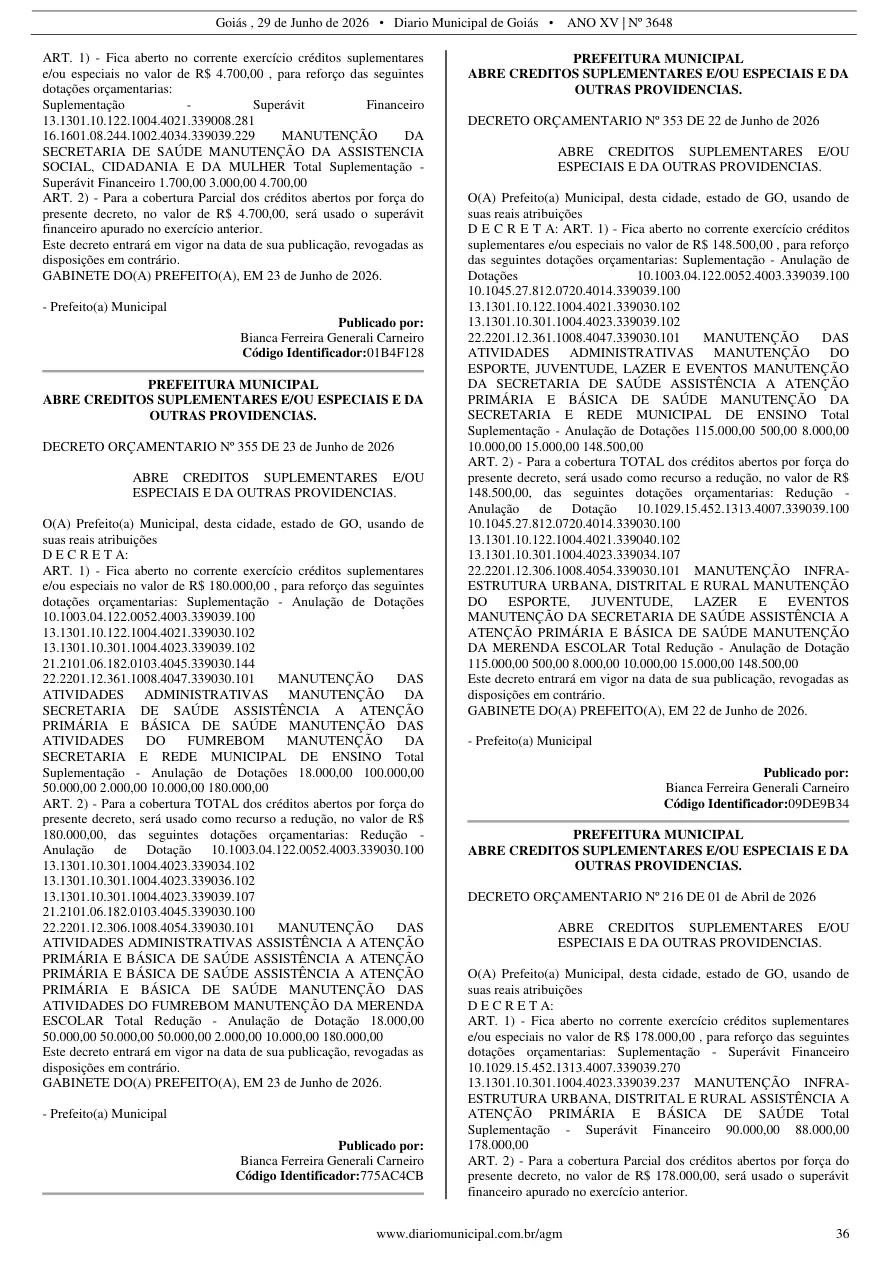 Goiás , 29 de Junho de 2026 • Diario Municipal de Goiás • ANO XV | Nº 3648
ART. 1) - Fica aberto no corrente exercício créditos suplementares
e/ou especiais no valor de R$ 4.700,00 , para reforço das seguintes
dotações orçamentarias:
Suplementação - Superávit Financeiro
13.1301.10.122.1004.4021.339008.281
16.1601.08.244.1002.4034.339039.229 MANUTENÇÃO DA
SECRETARIA DE SAÚDE MANUTENÇÃO DA ASSISTENCIA
SOCIAL, CIDADANIA E DA MULHER Total Suplementação -
Superávit Financeiro 1.700,00 3.000,00 4.700,00
ART. 2) - Para a cobertura Parcial dos créditos abertos por força do
presente decreto, no valor de R$ 4.700,00, será usado o superávit
financeiro apurado no exercício anterior.
Este decreto entrará em vigor na data de sua publicação, revogadas as
disposições em contrário.
GABINETE DO(A) PREFEITO(A), EM 23 de Junho de 2026.
- Prefeito(a) Municipal
Publicado por:
Bianca Ferreira Generali Carneiro
Código Identificador:01B4F128
PREFEITURA MUNICIPAL
ABRE CREDITOS SUPLEMENTARES E/OU ESPECIAIS E DA
OUTRAS PROVIDENCIAS.
DECRETO ORÇAMENTARIO Nº 355 DE 23 de Junho de 2026
ABRE CREDITOS SUPLEMENTARES E/OU
ESPECIAIS E DA OUTRAS PROVIDENCIAS.
O(A) Prefeito(a) Municipal, desta cidade, estado de GO, usando de
suas reais atribuições
D E C R E T A:
ART. 1) - Fica aberto no corrente exercício créditos suplementares
e/ou especiais no valor de R$ 180.000,00 , para reforço das seguintes
dotações orçamentarias: Suplementação - Anulação de Dotações
10.1003.04.122.0052.4003.339039.100
13.1301.10.122.1004.4021.339030.102
13.1301.10.301.1004.4023.339039.102
21.2101.06.182.0103.4045.339030.144
22.2201.12.361.1008.4047.339030.101 MANUTENÇÃO DAS
ATIVIDADES ADMINISTRATIVAS MANUTENÇÃO DA
SECRETARIA DE SAÚDE ASSISTÊNCIA A ATENÇÃO
PRIMÁRIA E BÁSICA DE SAÚDE MANUTENÇÃO DAS
ATIVIDADES DO FUMREBOM MANUTENÇÃO DA
SECRETARIA E REDE MUNICIPAL DE ENSINO Total
Suplementação - Anulação de Dotações 18.000,00 100.000,00
50.000,00 2.000,00 10.000,00 180.000,00
ART. 2) - Para a cobertura TOTAL dos créditos abertos por força do
presente decreto, será usado como recurso a redução, no valor de R$
180.000,00, das seguintes dotações orçamentarias: Redução -
Anulação de Dotação 10.1003.04.122.0052.4003.339030.100
13.1301.10.301.1004.4023.339034.102
13.1301.10.301.1004.4023.339036.102
13.1301.10.301.1004.4023.339039.107
21.2101.06.182.0103.4045.339030.100
22.2201.12.306.1008.4054.339030.101 MANUTENÇÃO DAS
ATIVIDADES ADMINISTRATIVAS ASSISTÊNCIA A ATENÇÃO
PRIMÁRIA E BÁSICA DE SAÚDE ASSISTÊNCIA A ATENÇÃO
PRIMÁRIA E BÁSICA DE SAÚDE ASSISTÊNCIA A ATENÇÃO
PRIMÁRIA E BÁSICA DE SAÚDE MANUTENÇÃO DAS
ATIVIDADES DO FUMREBOM MANUTENÇÃO DA MERENDA
ESCOLAR Total Redução - Anulação de Dotação 18.000,00
50.000,00 50.000,00 50.000,00 2.000,00 10.000,00 180.000,00
Este decreto entrará em vigor na data de sua publicação, revogadas as
disposições em contrário.
GABINETE DO(A) PREFEITO(A), EM 23 de Junho de 2026.
- Prefeito(a) Municipal
Publicado por:
Bianca Ferreira Generali Carneiro
Código Identificador:775AC4CB
PREFEITURA MUNICIPAL
ABRE CREDITOS SUPLEMENTARES E/OU ESPECIAIS E DA
OUTRAS PROVIDENCIAS.
DECRETO ORÇAMENTARIO Nº 353 DE 22 de Junho de 2026
ABRE CREDITOS SUPLEMENTARES E/OU
ESPECIAIS E DA OUTRAS PROVIDENCIAS.
O(A) Prefeito(a) Municipal, desta cidade, estado de GO, usando de
suas reais atribuições
D E C R E T A: ART. 1) - Fica aberto no corrente exercício créditos
suplementares e/ou especiais no valor de R$ 148.500,00 , para reforço
das seguintes dotações orçamentarias: Suplementação - Anulação de
Dotações 10.1003.04.122.0052.4003.339039.100
10.1045.27.812.0720.4014.339039.100
13.1301.10.122.1004.4021.339030.102
13.1301.10.301.1004.4023.339039.102
22.2201.12.361.1008.4047.339030.101 MANUTENÇÃO DAS
ATIVIDADES ADMINISTRATIVAS MANUTENÇÃO DO
ESPORTE, JUVENTUDE, LAZER E EVENTOS MANUTENÇÃO
DA SECRETARIA DE SAÚDE ASSISTÊNCIA A ATENÇÃO
PRIMÁRIA E BÁSICA DE SAÚDE MANUTENÇÃO DA
SECRETARIA E REDE MUNICIPAL DE ENSINO Total
Suplementação - Anulação de Dotações 115.000,00 500,00 8.000,00
10.000,00 15.000,00 148.500,00
ART. 2) - Para a cobertura TOTAL dos créditos abertos por força do
presente decreto, será usado como recurso a redução, no valor de R$
148.500,00, das seguintes dotações orçamentarias: Redução -
Anulação de Dotação 10.1029.15.452.1313.4007.339039.100
10.1045.27.812.0720.4014.339030.100
13.1301.10.122.1004.4021.339040.102
13.1301.10.301.1004.4023.339034.107
22.2201.12.306.1008.4054.339030.101 MANUTENÇÃO INFRA-
ESTRUTURA URBANA, DISTRITAL E RURAL MANUTENÇÃO
DO ESPORTE, JUVENTUDE, LAZER E EVENTOS
MANUTENÇÃO DA SECRETARIA DE SAÚDE ASSISTÊNCIA A
ATENÇÃO PRIMÁRIA E BÁSICA DE SAÚDE MANUTENÇÃO
DA MERENDA ESCOLAR Total Redução - Anulação de Dotação
115.000,00 500,00 8.000,00 10.000,00 15.000,00 148.500,00
Este decreto entrará em vigor na data de sua publicação, revogadas as
disposições em contrário.
GABINETE DO(A) PREFEITO(A), EM 22 de Junho de 2026.
- Prefeito(a) Municipal
Publicado por:
Bianca Ferreira Generali Carneiro
Código Identificador:09DE9B34
PREFEITURA MUNICIPAL
ABRE CREDITOS SUPLEMENTARES E/OU ESPECIAIS E DA
OUTRAS PROVIDENCIAS.
DECRETO ORÇAMENTARIO Nº 216 DE 01 de Abril de 2026
ABRE CREDITOS SUPLEMENTARES E/OU
ESPECIAIS E DA OUTRAS PROVIDENCIAS.
O(A) Prefeito(a) Municipal, desta cidade, estado de GO, usando de
suas reais atribuições
D E C R E T A:
ART. 1) - Fica aberto no corrente exercício créditos suplementares
e/ou especiais no valor de R$ 178.000,00 , para reforço das seguintes
dotações orçamentarias: Suplementação - Superávit Financeiro
10.1029.15.452.1313.4007.339039.270
13.1301.10.301.1004.4023.339039.237 MANUTENÇÃO INFRA-
ESTRUTURA URBANA, DISTRITAL E RURAL ASSISTÊNCIA A
ATENÇÃO PRIMÁRIA E BÁSICA DE SAÚDE Total
Suplementação - Superávit Financeiro 90.000,00 88.000,00
178.000,00
ART. 2) - Para a cobertura Parcial dos créditos abertos por força do
presente decreto, no valor de R$ 178.000,00, será usado o superávit
financeiro apurado no exercício anterior.
www.diariomunicipal.com.br/agm 36